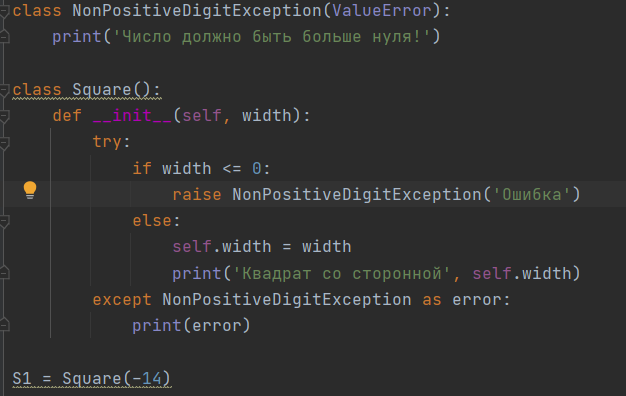 class NonPositiveDigitException(ValueError):
    print('Число должно быть больше нуля!')
class Square():
    def __init__(self, width):
        try:
            if width <= 0:
                raise NonPositiveDigitException('Ошибка')
            else:
                self.width = width
                print('Квадрат со сторонной', self.width)
        except NonPositiveDigitException as error:
            print(error)
S1 = Square(-14)